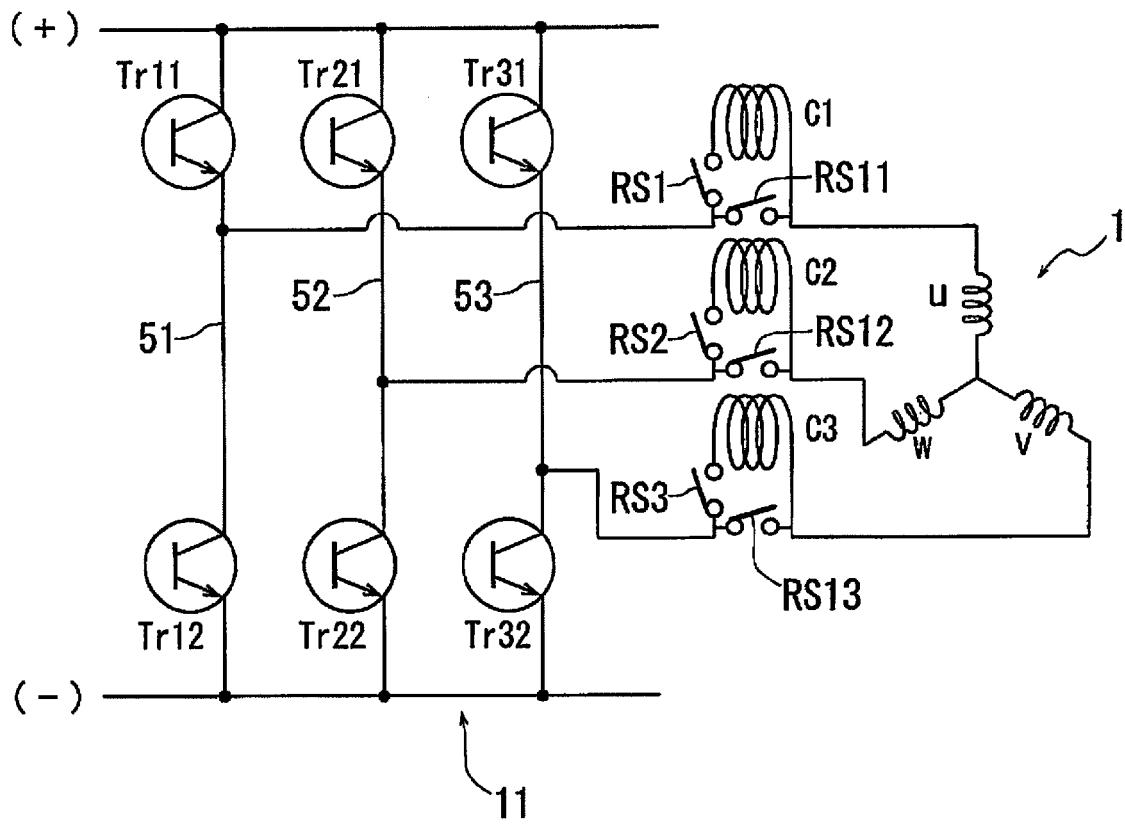 (+)
Tr11
Tr21
Tr31
C1
RS1
RS11
1
52
53
C2
u
51
RS2
RS12
C3
W
V
RS3
RS13
Tr12
Tr22
Tr32
(-)
11